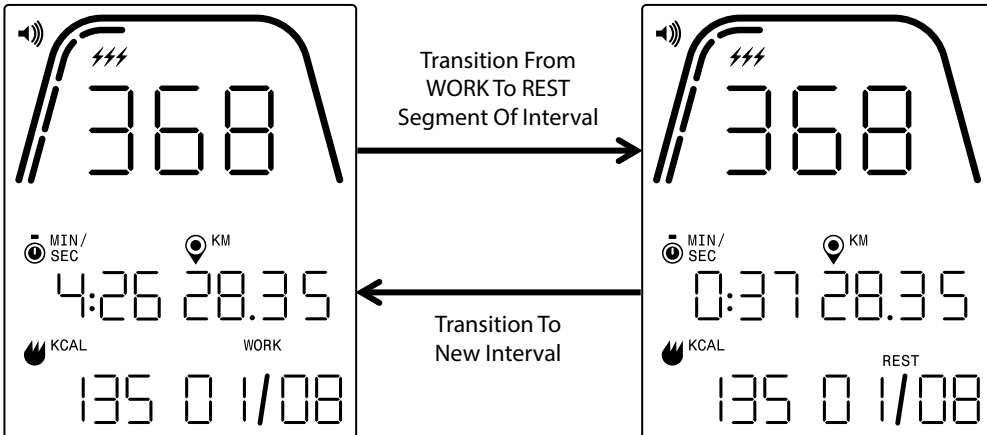 368
MIN/
SEC
KM
4:26 28.35
KCAL
WORK
135 01/08
Transition From
WORK To REST
Segment Of Interval
Transition To
New Interval
368
MIN/
SEC
KM
0:37 28.35
KCAL
REST
135 01/08